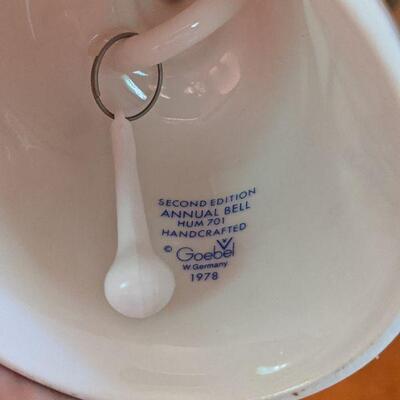 SECOND EDITION
ANNUAL BELL
HUM 701
HANDCRAFTED
© Goebel
W.Germany
1978